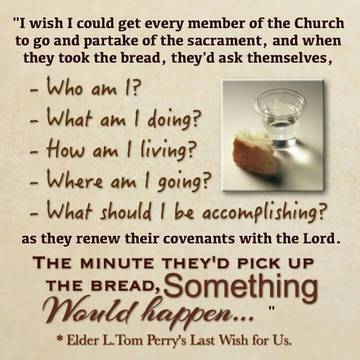 "I wish I could get every member of the Church
to go and partake of the sacrament, and when
they took the bread, they'd ask themselves,
- Who am I?
- What am I doing?
- How am I living?
- Where am I going?
- What should I be accomplishing?
as they renew their covenants with the Lord.
The minute they'd pick up
the bread, Something
Would happen... "
* Elder L.Tom Perry's Last Wish for Us.